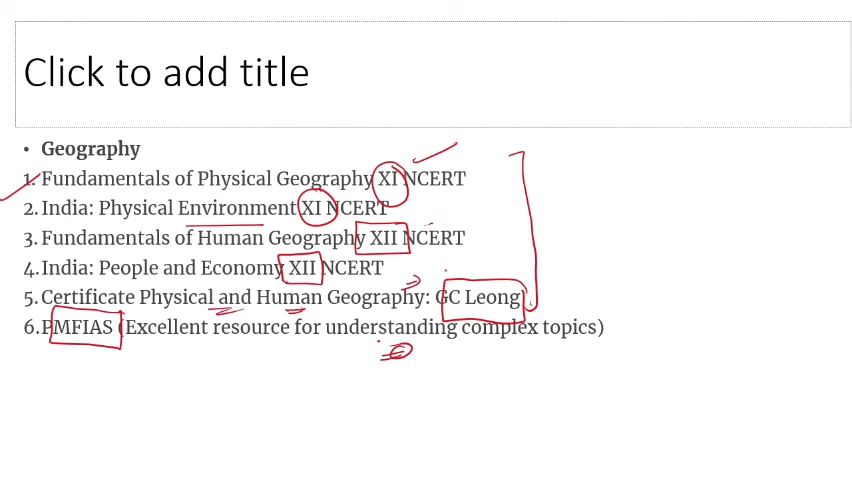 Click to add title
• Geography
1. Fundamentals of Physical Geography XI NCERT
2. India: Physical Environment XI NCERT
3. Fundamentals of Human Geography XII NCERT
4. India: People and Economy XII NCERT
5. Certificate Physical and Human Geography: GC Leong
6. PMFIAS (Excellent resource for understanding complex topics)